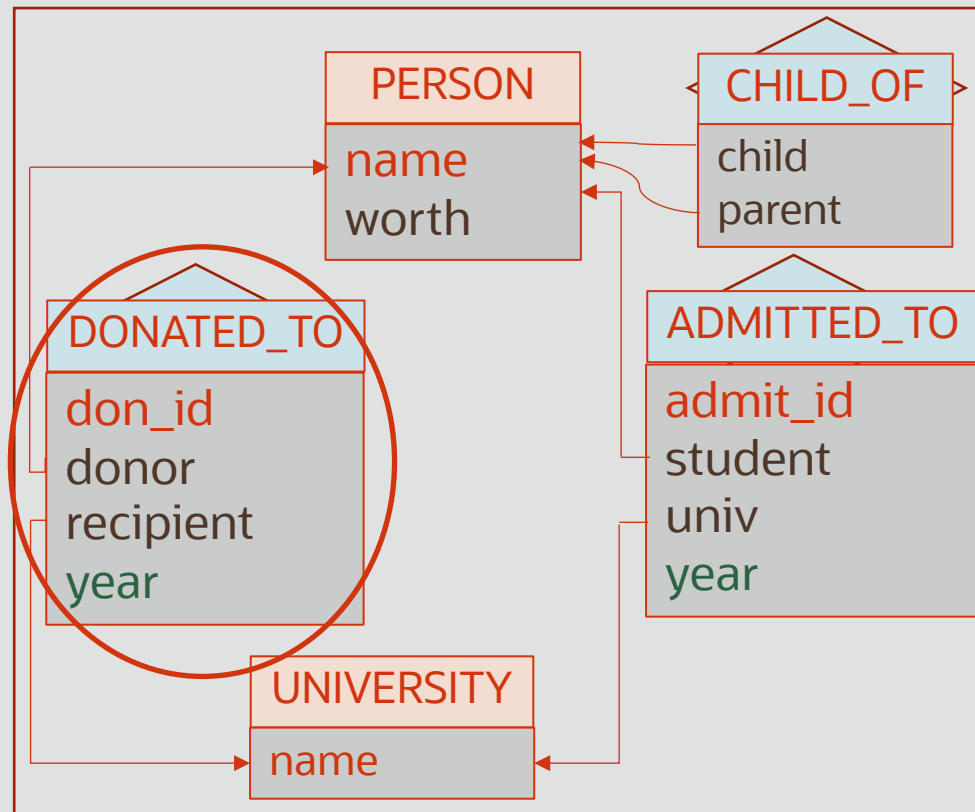 PERSON
name
worth
CHILD_OF
child
parent
DONATED_TO
don_id
donor
recipient
year
ADMITTED_TO
admit_id
student
univ
year
UNIVERSITY
name